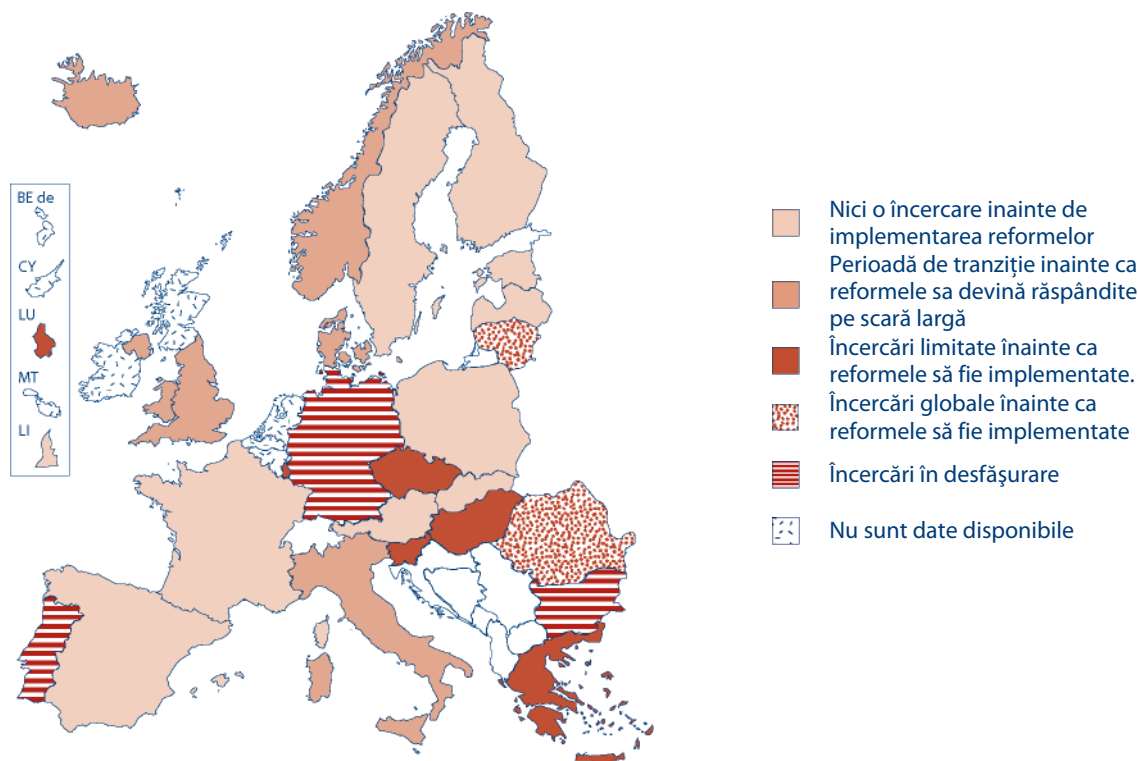 BE de
CY
LU
MT
LI
Nici o încercare inainte de
implementarea reformelor
Perioadă de tranziție inainte ca
reformele sa devină răspândite
pe scară largă
Încercări limitate înainte ca
reformele să fie implementate.
Încercări globale înainte ca
reformele să fie implementate
Încercări în desfăşurare
Nu sunt date disponibile